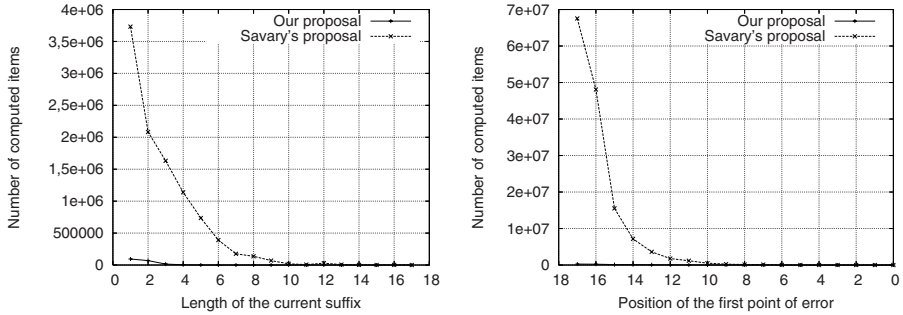 Number of computed items
4e+06
3,5e+06
3e+06
2,5e+06
2e+06
1,5e+06
1e+06
500000
0
Our proposal
Savary's proposal
0 2 4 6 8 10 12 14 16 18
Length of the current suffix
Number of computed items
7e+07
6e+07
5e+07
4e+07
3e+07
2e+07
1e+07
0
Our proposal
Savary's proposal
18 16 14 12 10 8 6 4 2 0
Position of the first point of error